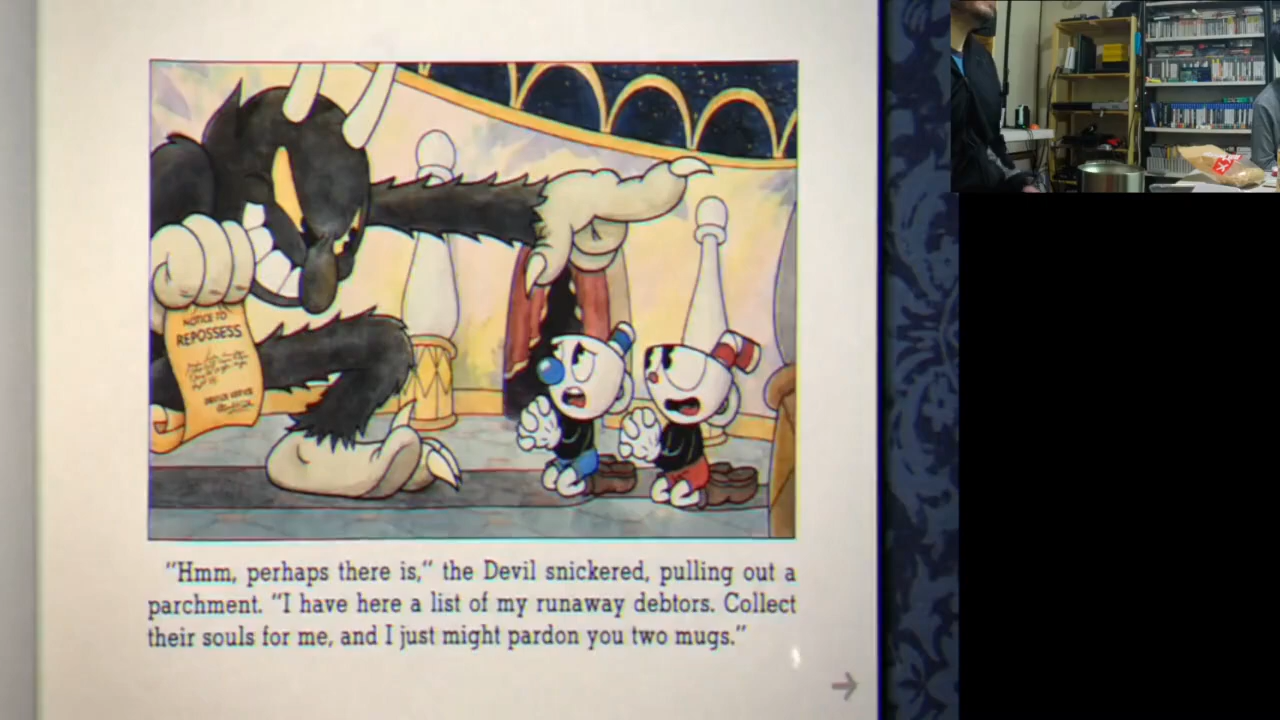 NOTICE TO
REPOSSESS
"Hmm, perhaps there is," the Devil snickered, pulling out a
parchment. "I have here a list of my runaway debtors. Collect
their souls for me, and I just might pardon you two mugs."